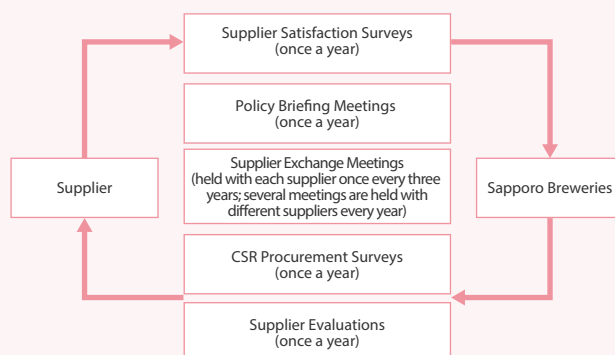 Supplier Satisfaction Surveys
(once a year)
Policy Briefing Meetings
(once a year)
Supplier
Supplier Exchange Meetings
(held with each supplier once every three
years; several meetings are held with
different suppliers every year)
Sapporo Breweries
CSR Procurement Surveys
(once a year)
Supplier Evaluations
(once a year)